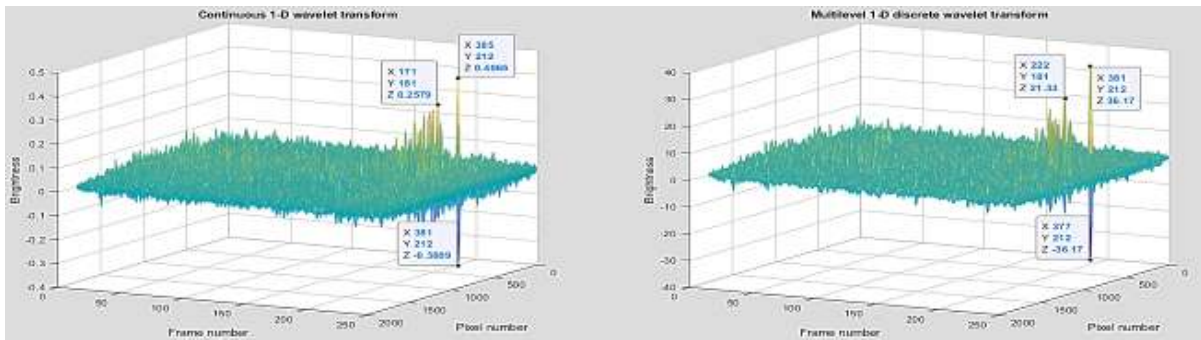 Continuous 1-D wavelet transform
X 385
Y 212
Z 0.4666
X 171
Y 181
Z 0.2579
X 381
Y 212
Z -0.3889
0.5
0.4
0.3
0.2
0.1
0
-0.1
-0.2
-0.3
-0.4
Brightness
0
50
100
150
200
250
Frame number
2000
1500
1000
500
0
Pixel number
Multilevel 1-D discrete wavelet transform
X 222
Y 181
Z 31.33
X 381
Y 212
Z 36.17
X 377
Y 212
Z -36.17
40
30
20
10
0
-10
-20
-30
-40
Brightness
0
50
100
150
200
250
Frame number
2000
1500
1000
500
0
Pixel number